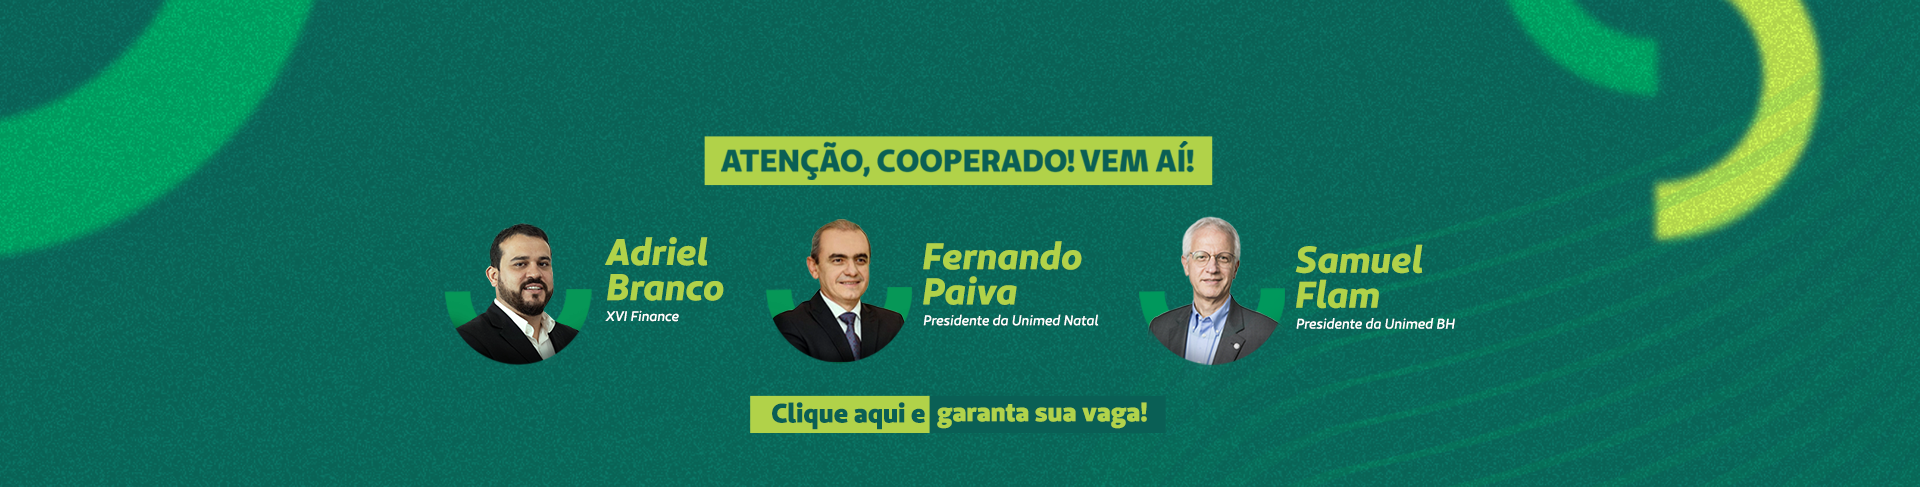 ATENÇÃO, COOPERADO! VEM AÍ!
Adriel
Branco
XVI Finance
Fernando
Paiva
Presidente da Unimed Natal
Samuel
Flam
Presidente da Unimed BH
Clique aqui e garanta sua vaga!